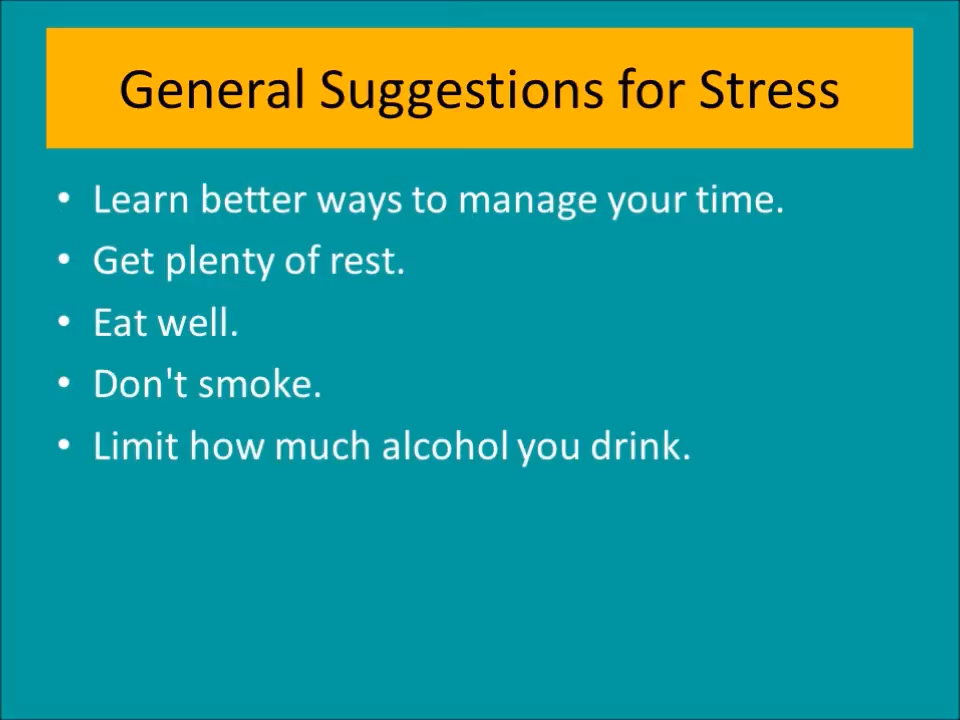 General Suggestions for Stress
• Learn better ways to manage your time.
• Get plenty of rest.
• Eat well.
• Don't smoke.
• Limit how much alcohol you drink.